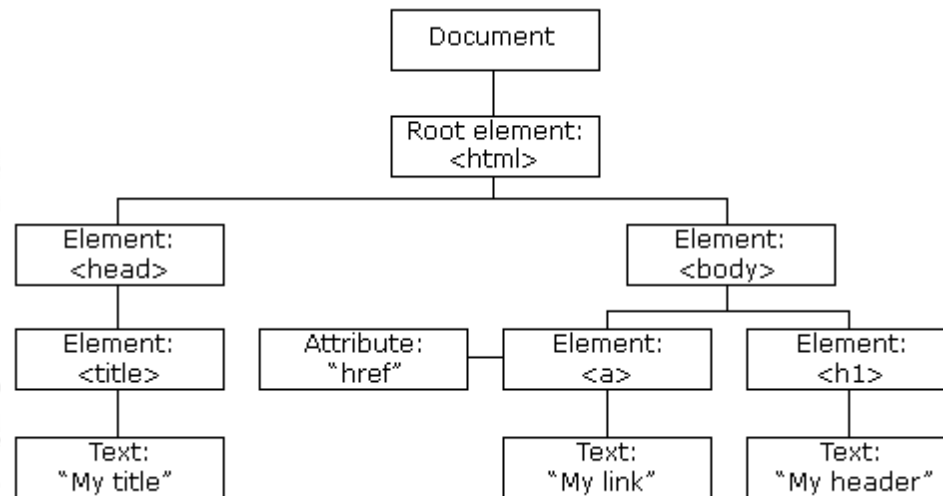 Document
Root element:
<html>
Element:
<head>
Element:
<body>
Element:
<title>
Attribute:
“href”
Element:
<a>
Element:
<h1>
Text:
“My title”
Text:
“My link”
Text:
“My header”